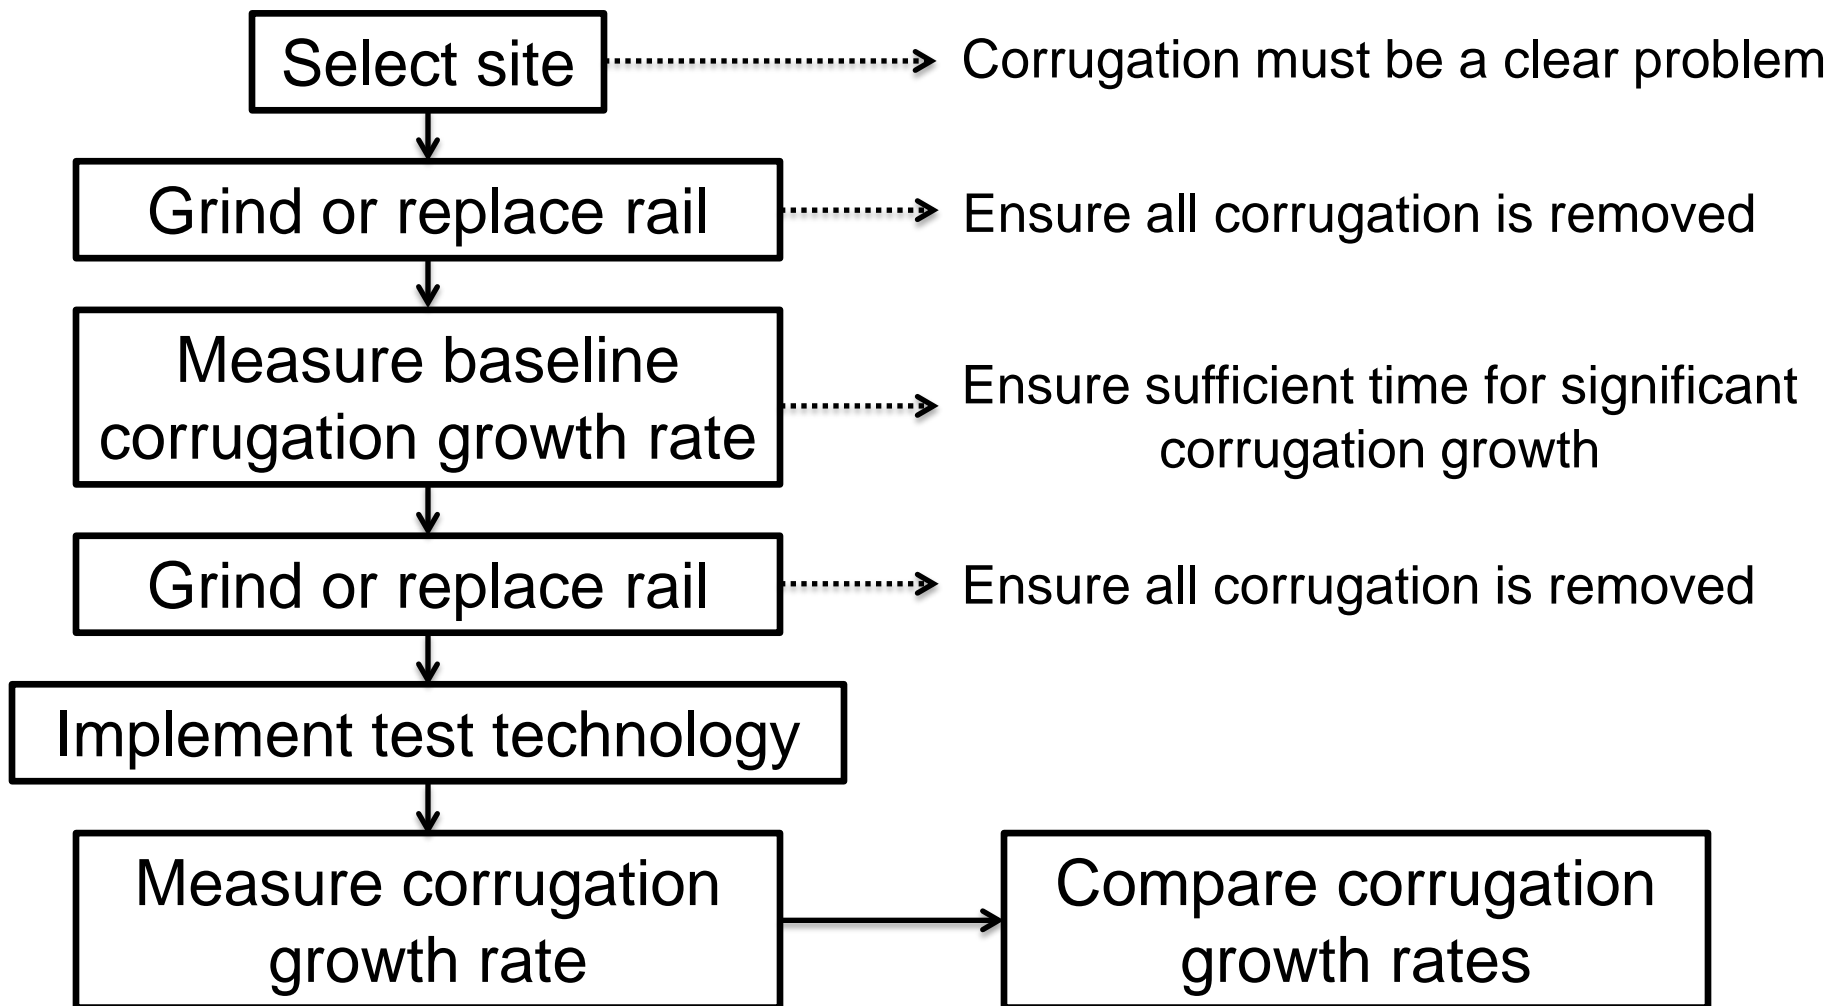 Select site
Corrugation must be a clear problem
Grind or replace rail
Ensure all corrugation is removed
Measure baseline
corrugation growth rate
Ensure sufficient time for significant
corrugation growth
Grind or replace rail
Ensure all corrugation is removed
Implement test technology
Measure corrugation
growth rate
Compare corrugation
growth rates